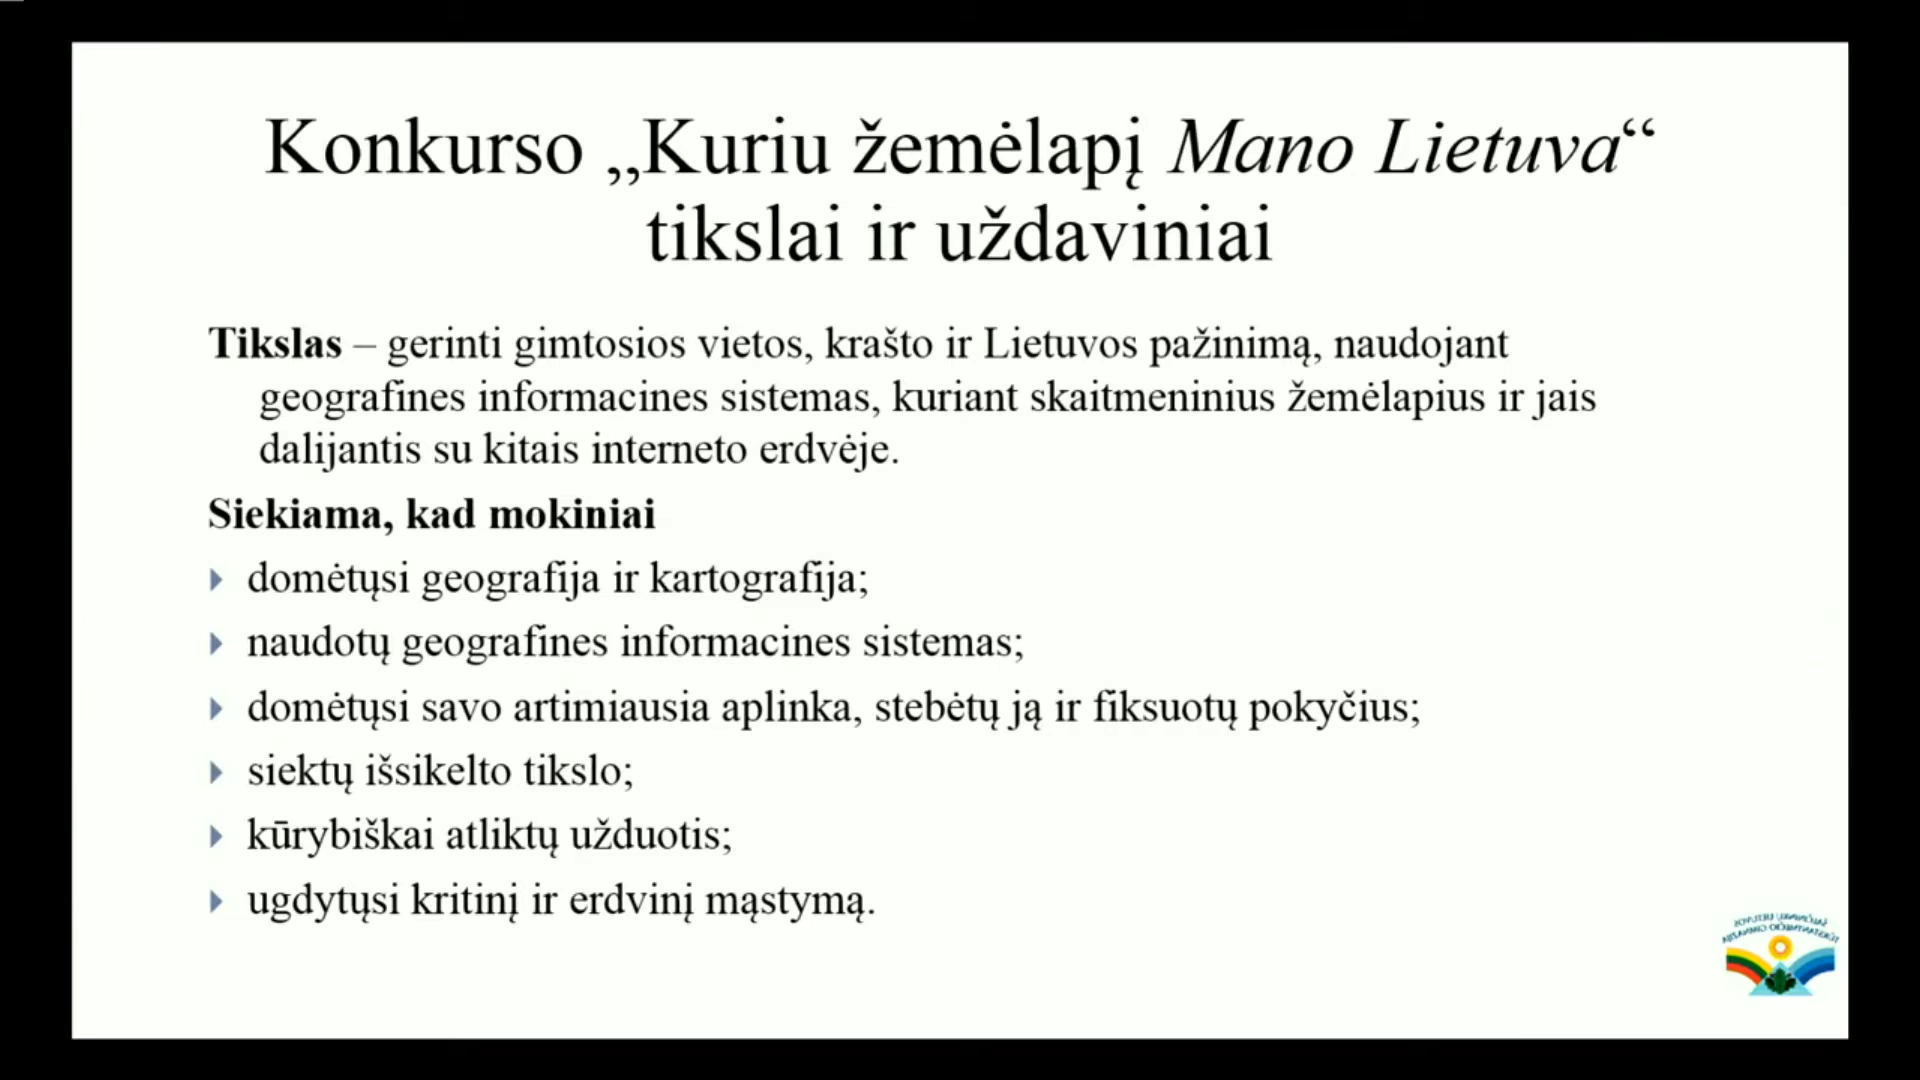 Konkurso „Kuriu žemėlapį Mano Lietuva“
tikslai ir uždaviniai
Tikslas – gerinti gimtosios vietos, krašto ir Lietuvos pažinimą, naudojant
geografines informacines sistemas, kuriant skaitmeninius žemėlapius ir jais
dalijantis su kitais interneto erdvėje.
Siekiama, kad mokiniai
domėtųsi geografija ir kartografija;
naudotų geografines informacines sistemas;
domėtųsi savo artimiausia aplinka, stebėtų ją ir fiksuotų pokyčius;
siektų išsikelto tikslo;
kūrybiškai atliktų užduotis;
ugdytųsi kritinį ir erdvinį mąstymą.